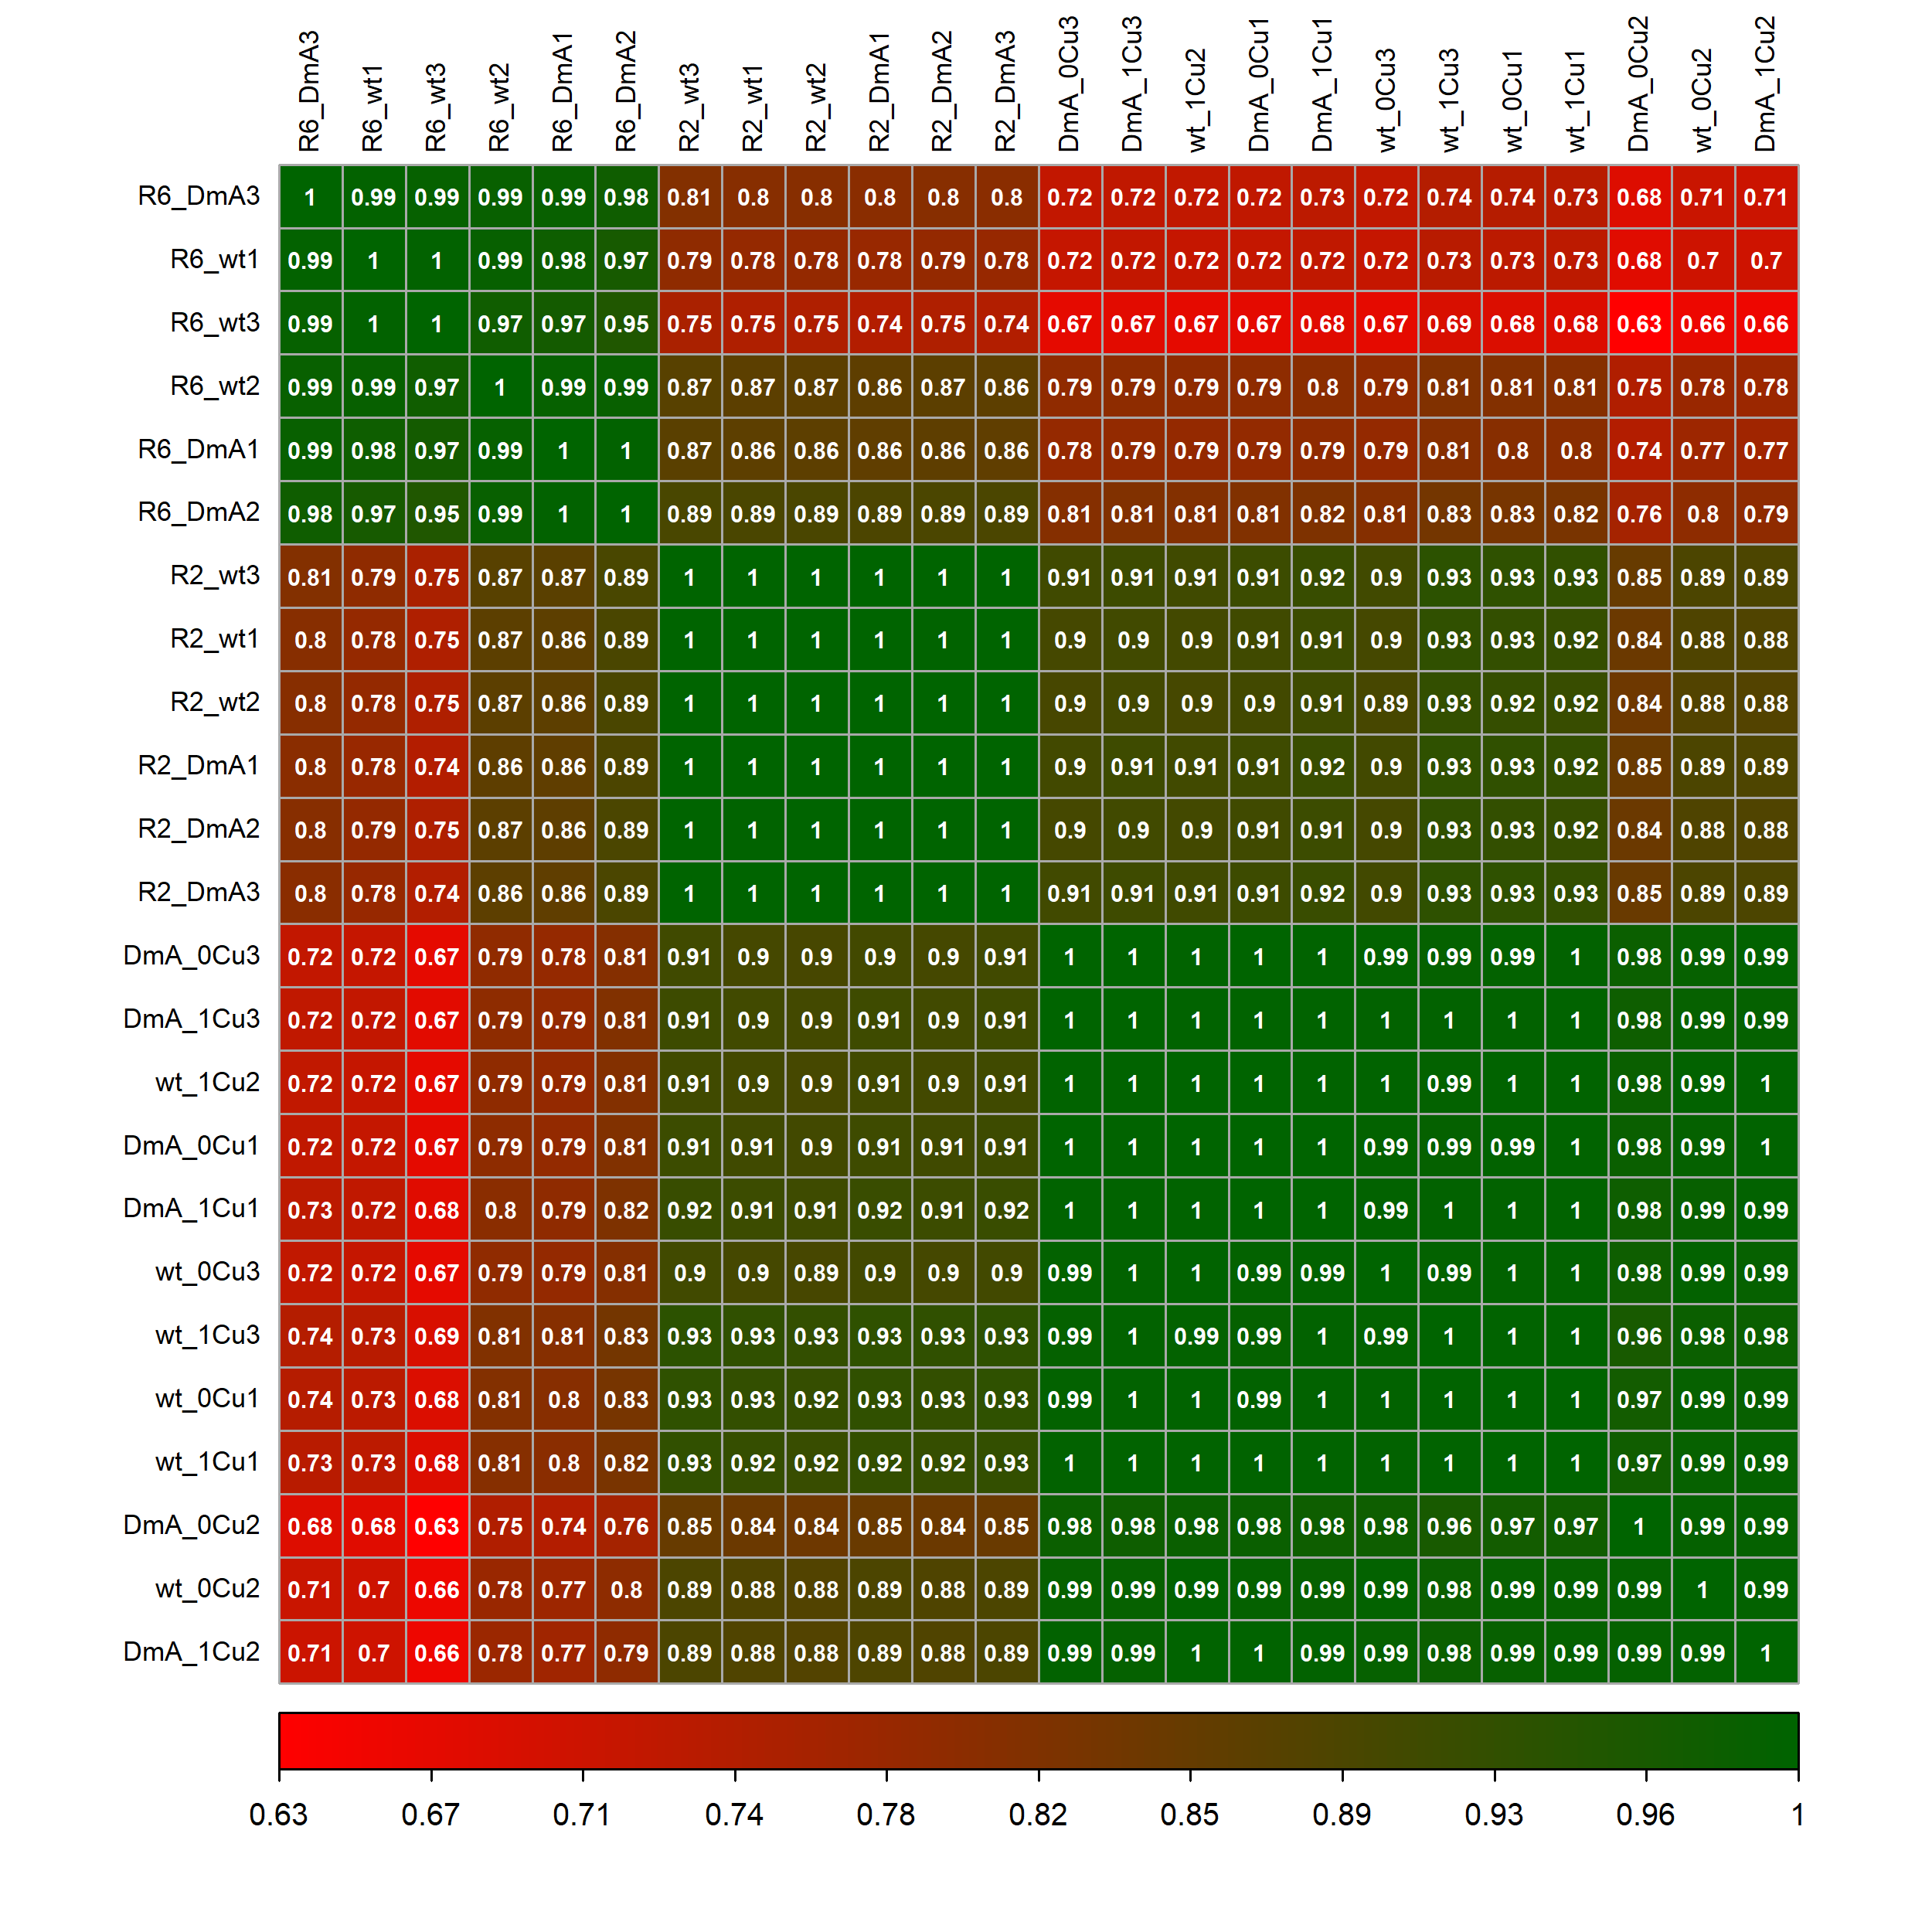 R6_DmA3 R6_wt1 R6_wt3 R6_wt2 R6_DmA1 R6_DmA2 R2_wt3 R2_wt1 R2_wt2 R2_DmA1 R2_DmA2 R2_DmA3 DmA_0Cu3 DmA_1Cu3 wt_1Cu2 DmA_0Cu1 DmA_1Cu1 wt_0Cu3 wt_1Cu3 wt_0Cu1 wt_1Cu1 DmA_0Cu2 wt_0Cu2 DmA_1Cu2
R6_DmA3 1 0.99 0.99 0.99 0.99 0.98 0.81 0.8 0.8 0.8 0.8 0.8 0.72 0.72 0.72 0.72 0.73 0.72 0.74 0.74 0.73 0.68 0.71 0.71
R6_wt1 0.99 1 1 0.99 0.98 0.97 0.79 0.78 0.78 0.78 0.79 0.78 0.72 0.72 0.72 0.72 0.72 0.72 0.73 0.73 0.73 0.68 0.7 0.7
R6_wt3 0.99 1 1 0.97 0.97 0.95 0.75 0.75 0.75 0.74 0.75 0.74 0.67 0.67 0.67 0.67 0.68 0.67 0.69 0.68 0.68 0.63 0.66 0.66
R6_wt2 0.99 0.99 0.97 1 0.99 0.99 0.87 0.87 0.87 0.86 0.87 0.86 0.79 0.79 0.79 0.79 0.8 0.79 0.81 0.81 0.81 0.75 0.78 0.78
R6_DmA1 0.99 0.98 0.97 0.99 1 1 0.87 0.86 0.86 0.86 0.86 0.86 0.78 0.79 0.79 0.79 0.79 0.79 0.81 0.8 0.8 0.74 0.77 0.77
R6_DmA2 0.98 0.97 0.95 0.99 1 1 0.89 0.89 0.89 0.89 0.89 0.89 0.81 0.81 0.81 0.81 0.82 0.81 0.83 0.83 0.82 0.76 0.8 0.79
R2_wt3 0.81 0.79 0.75 0.87 0.87 0.89 1 1 1 1 1 1 0.91 0.91 0.91 0.91 0.92 0.9 0.93 0.93 0.93 0.85 0.89 0.89
R2_wt1 0.8 0.78 0.75 0.87 0.86 0.89 1 1 1 1 1 1 0.9 0.9 0.9 0.91 0.91 0.9 0.93 0.93 0.92 0.84 0.88 0.88
R2_wt2 0.8 0.78 0.75 0.87 0.86 0.89 1 1 1 1 1 1 0.9 0.9 0.9 0.9 0.91 0.89 0.93 0.92 0.92 0.84 0.88 0.88
R2_DmA1 0.8 0.78 0.74 0.86 0.86 0.89 1 1 1 1 1 1 0.9 0.91 0.91 0.91 0.92 0.9 0.93 0.93 0.92 0.85 0.89 0.89
R2_DmA2 0.8 0.79 0.75 0.87 0.86 0.89 1 1 1 1 1 1 0.9 0.9 0.9 0.91 0.91 0.9 0.93 0.93 0.92 0.84 0.88 0.88
R2_DmA3 0.8 0.78 0.74 0.86 0.86 0.89 1 1 1 1 1 1 0.91 0.91 0.91 0.91 0.92 0.9 0.93 0.93 0.93 0.85 0.89 0.89
DmA_0Cu3 0.72 0.72 0.67 0.79 0.78 0.81 0.91 0.9 0.9 0.9 0.9 0.91 1 1 1 1 1 0.99 0.99 0.99 1 0.98 0.99 0.99
DmA_1Cu3 0.72 0.72 0.67 0.79 0.79 0.81 0.91 0.9 0.9 0.91 0.9 0.91 1 1 1 1 1 1 1 1 1 0.98 0.99 0.99
wt_1Cu2 0.72 0.72 0.67 0.79 0.79 0.81 0.91 0.9 0.9 0.91 0.9 0.91 1 1 1 1 1 1 0.99 1 1 0.98 0.99 1
DmA_0Cu1 0.72 0.72 0.67 0.79 0.79 0.81 0.91 0.91 0.9 0.91 0.91 0.91 1 1 1 1 1 0.99 0.99 0.99 1 0.98 0.99 1
DmA_1Cu1 0.73 0.72 0.68 0.8 0.79 0.82 0.92 0.91 0.91 0.92 0.91 0.92 1 1 1 1 1 0.99 1 1 1 0.98 0.99 0.99
wt_0Cu3 0.72 0.72 0.67 0.79 0.79 0.81 0.9 0.9 0.89 0.9 0.9 0.9 0.99 1 1 0.99 0.99 1 0.99 1 1 0.98 0.99 0.99
wt_1Cu3 0.74 0.73 0.69 0.81 0.81 0.83 0.93 0.93 0.93 0.93 0.93 0.93 0.99 1 0.99 0.99 1 0.99 1 1 1 0.96 0.98 0.98
wt_0Cu1 0.74 0.73 0.68 0.81 0.8 0.83 0.93 0.93 0.92 0.93 0.93 0.93 0.99 1 1 0.99 1 1 1 1 1 0.97 0.99 0.99
wt_1Cu1 0.73 0.73 0.68 0.81 0.8 0.82 0.93 0.92 0.92 0.92 0.92 0.93 1 1 1 1 1 1 1 1 1 0.97 0.99 0.99
DmA_0Cu2 0.68 0.68 0.63 0.75 0.74 0.76 0.85 0.84 0.84 0.85 0.84 0.85 0.98 0.98 0.98 0.98 0.98 0.98 0.96 0.97 0.97 1 0.99 0.99
wt_0Cu2 0.71 0.7 0.66 0.78 0.77 0.8 0.89 0.88 0.88 0.89 0.88 0.89 0.99 0.99 0.99 0.99 0.99 0.99 0.98 0.99 0.99 0.99 1 0.99
DmA_1Cu2 0.71 0.7 0.66 0.78 0.77 0.79 0.89 0.88 0.88 0.89 0.88 0.89 0.99 0.99 1 1 0.99 0.99 0.98 0.99 0.99 0.99 0.99 1
0.63 0.67 0.71 0.74 0.78 0.82 0.85 0.89 0.93 0.96 1